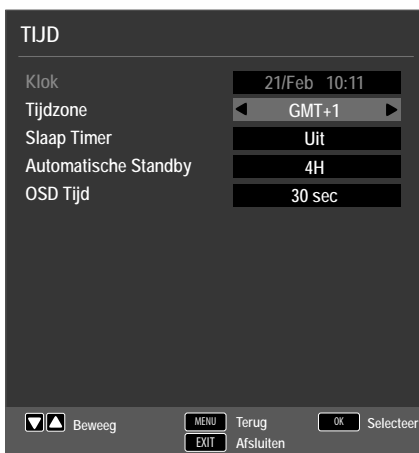 TIJD
Klok 21/Feb 10:11
Tijdzone GMT+1
Slaap Timer Uit
Automatische Standby 4H
OSD Tijd 30 sec
Beweeg MENU Terug OK Selecteer
EXIT Afsluiten